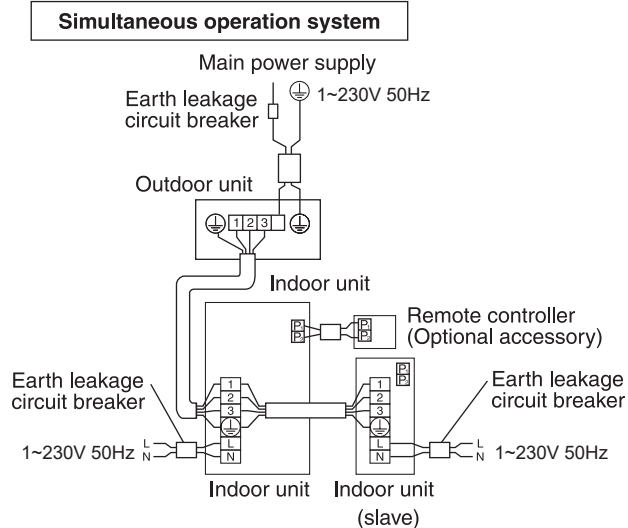 Simultaneous operation system
Main power supply
Earth leakage
circuit breaker
1~230V 50Hz
Outdoor unit
1 2 3
Indoor unit
Remote controller
(Optional accessory)
Earth leakage
circuit breaker
1
2
3
L
N
1
2
3
L
N
Earth leakage
circuit breaker
1~230V 50Hz
L
N
L
N
1~230V 50Hz
Indoor unit
Indoor unit
(slave)